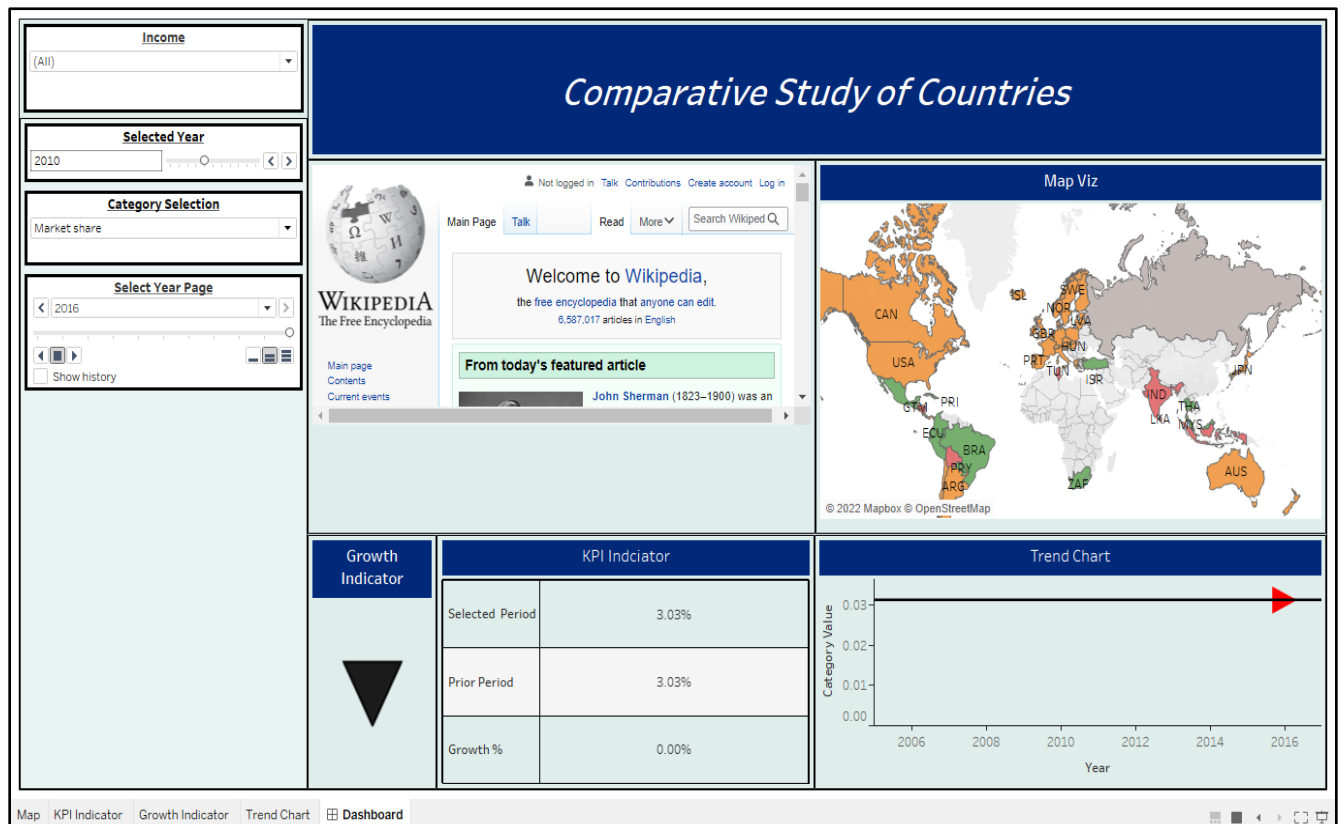 Income
(All)
Selected Year
2010
Category Selection
Market share
Select Year Page
2016
Show history
Comparative Study of Countries
Not logged in Talk Contributions Create account Log in
Main Page Talk Read More Search Wikiped
WIKIPEDIA
The Free Encyclopedia
Welcome to Wikipedia,
the free encyclopedia that anyone can edit.
6,587,017 articles in English
Main page
Contents
Current events
From today's featured article
John Sherman (1823–1900) was an
Map Viz
CAN
USA
GTM
PRI
ECU
BRA
PRY
ARG
ISL
SWE
NOR
LVA
GBR
HUN
PRT
TUN
ISR
ZAF
IND
LKA
THA
MYS
JPN
AUS
© 2022 Mapbox © OpenStreetMap
Growth
Indicator
KPI Indciator
Selected Period 3.03%
Prior Period 3.03%
Growth % 0.00%
Trend Chart
Category Value
0.03
0.02
0.01
0.00
2006 2008 2010 2012 2014 2016
Year
Map KPI Indicator Growth Indicator Trend Chart Dashboard